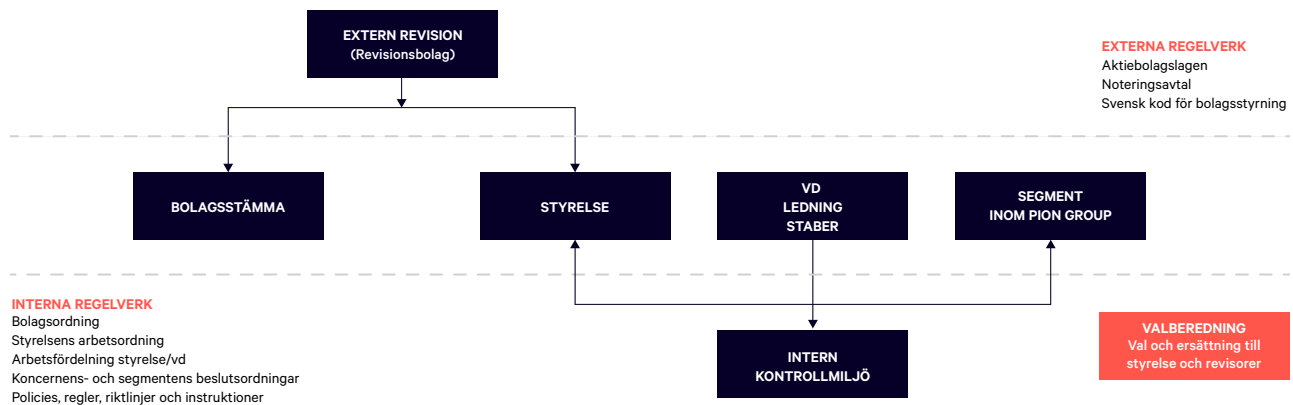 EXTERN REVISION
(Revisionsbolag)
EXTERNA REGELVERK
Aktiebolagslagen
Noteringsavtal
Svensk kod för bolagsstyrning
BOLAGSSTÄMMA
STYRELSE
VD
LEDNING
STABER
SEGMENT
INOM PION GROUP
INTERNA REGELVERK
Bolagsordning
Styrelsens arbetsordning
Arbetsfördelning styrelse/vd
Koncernens- och segmentens beslutsordningar
Policies, regler, riktlinjer och instruktioner
INTERN
KONTROLLMILJÖ
VALBEREDNING
Val och ersättning till
styrelse och revisorer